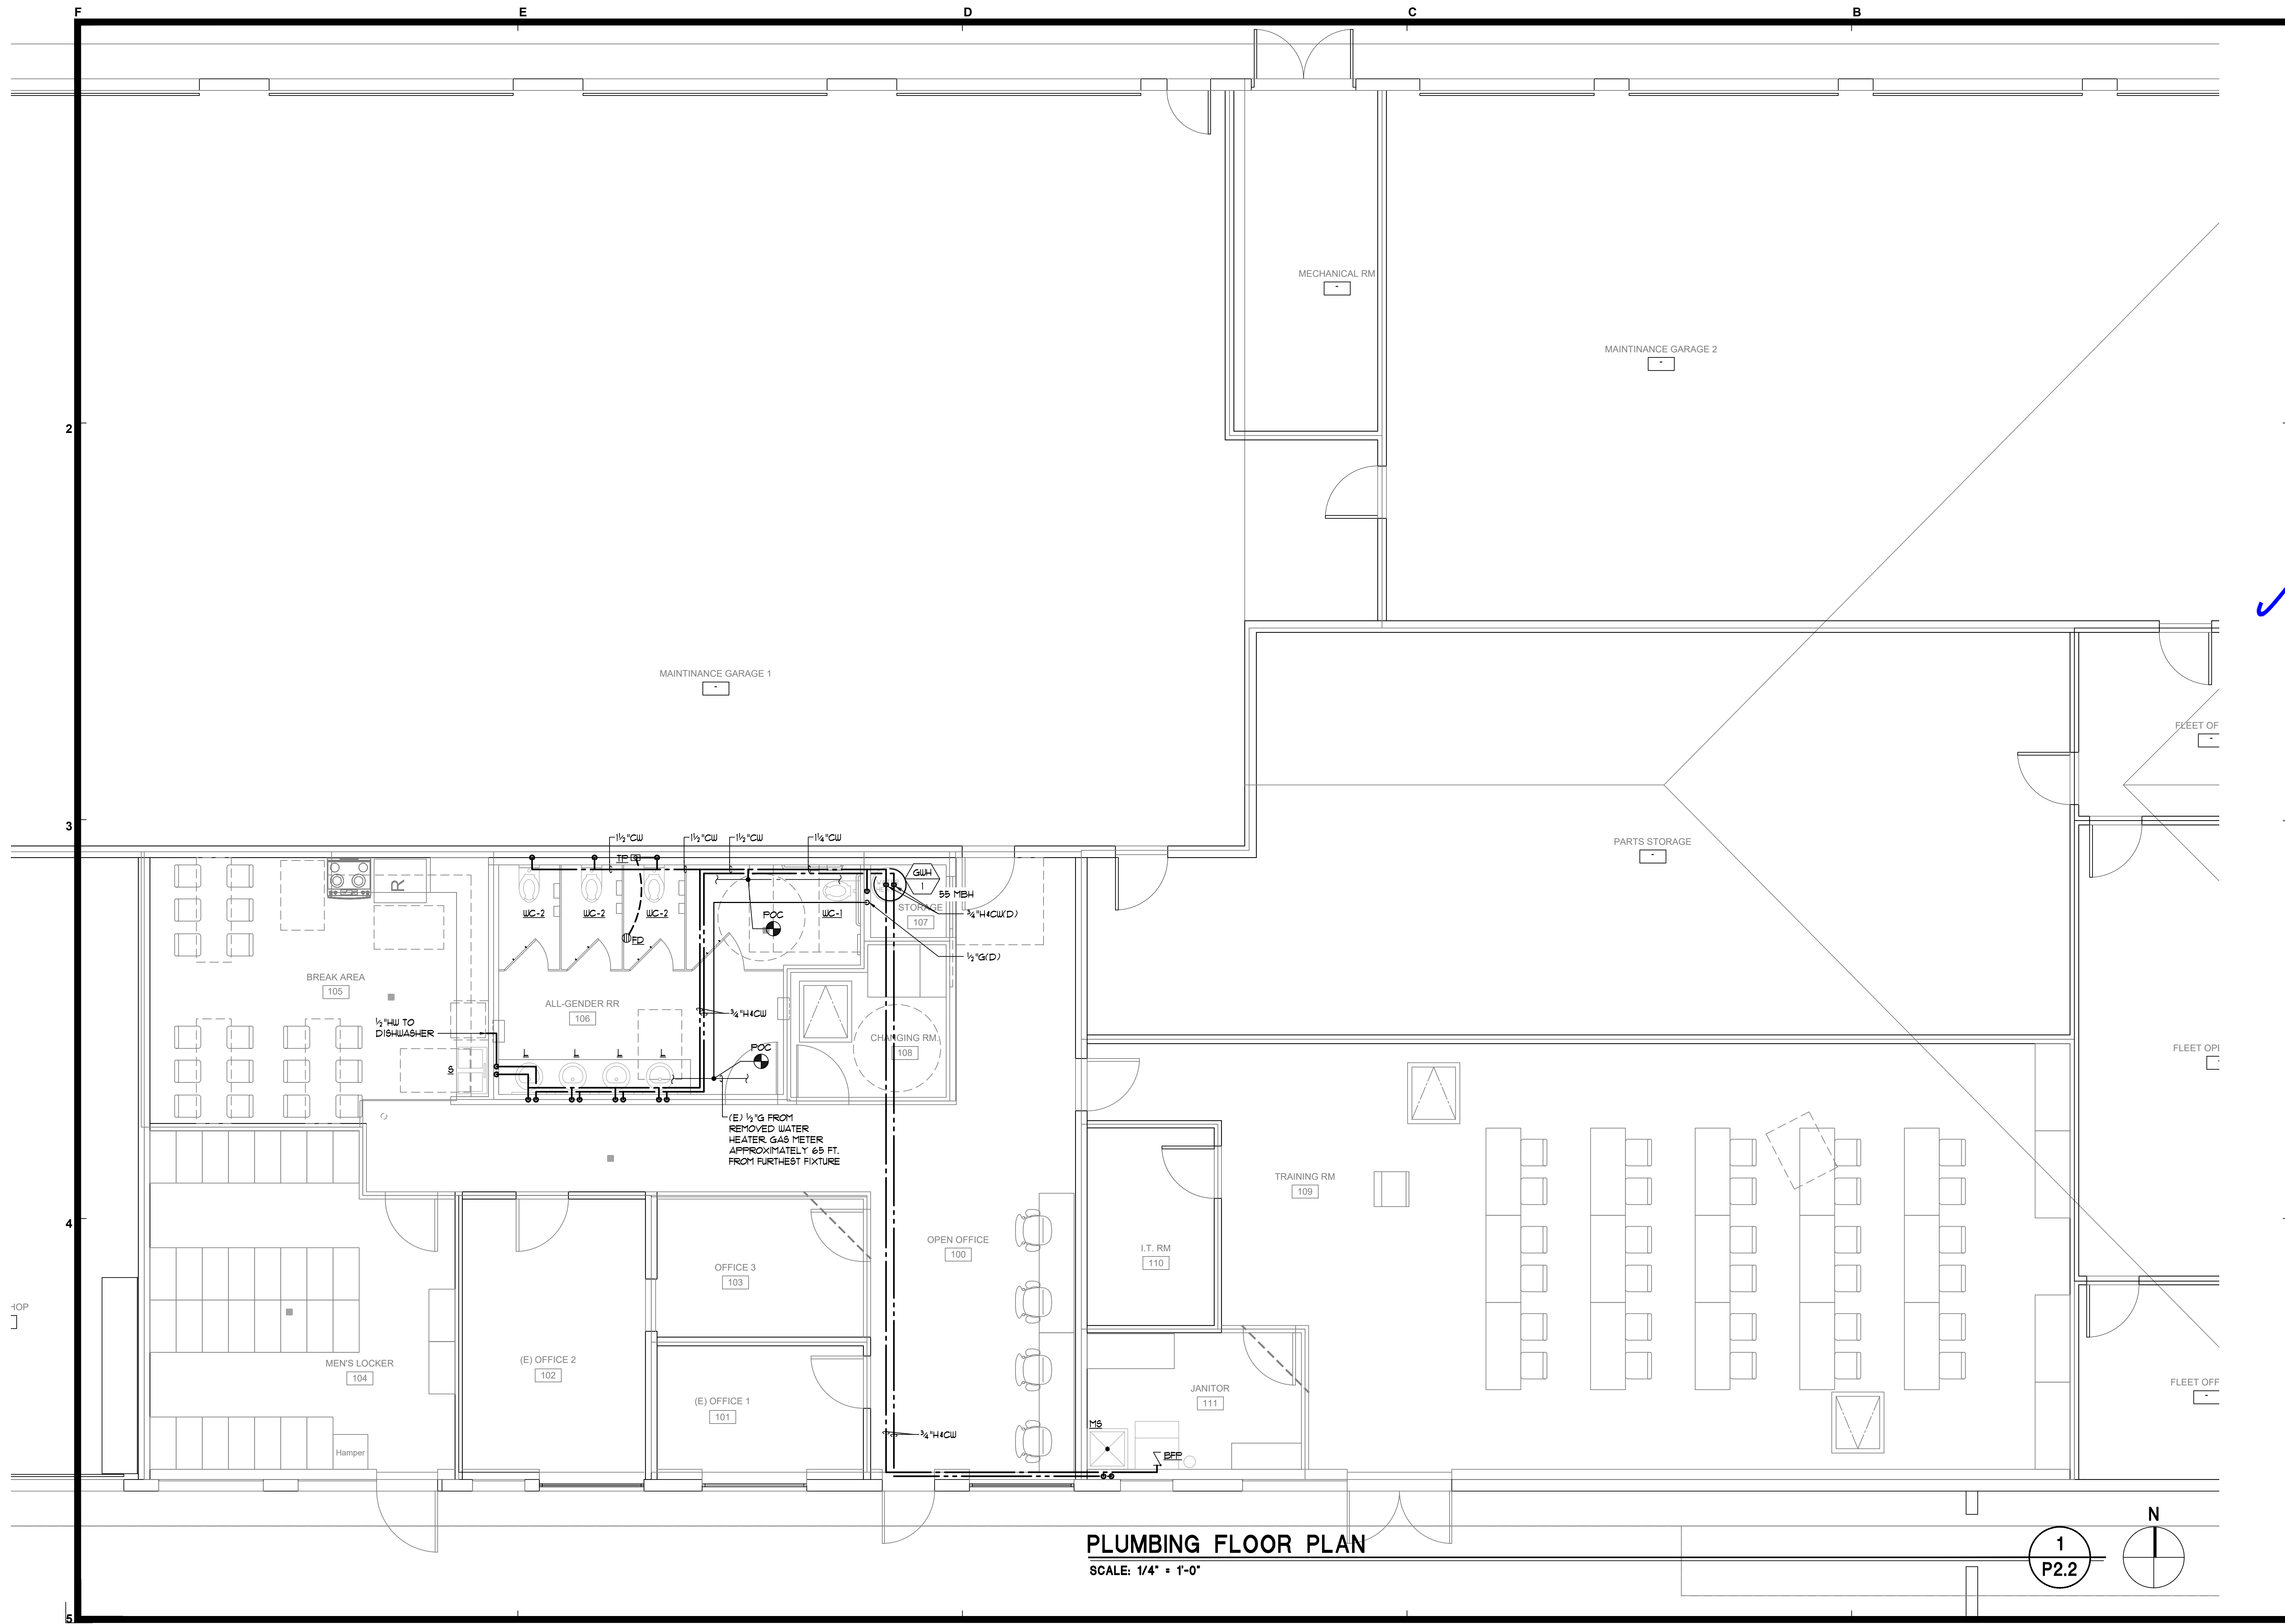 F
E
D
C
B
2
3
4
5
MECHANICAL RM
-
MAINTINANCE GARAGE 2
-
MAINTINANCE GARAGE 1
-
FLEET OF
-
PARTS STORAGE
-
1½"CW
1½"CW
1½"CW
1¼"CW
TP
R
GWH
1
55 MBH
STORAGE
107
¾"H&CW(D)
WC-2
WC-2
WC-2
WC-1
POC
FD
½"G(D)
BREAK AREA
105
ALL-GENDER RR
106
½"HW TO
DISHWASHER
¾"H&CW
CHANGING RM.
108
POC
L
L
L
L
S
FLEET OPE
(E) ½"G FROM
REMOVED WATER
HEATER. GAS METER
APPROXIMATELY 65 FT.
FROM FURTHEST FIXTURE
TRAINING RM
109
OPEN OFFICE
100
I.T. RM
110
OFFICE 3
103
HOP
MEN'S LOCKER
104
(E) OFFICE 2
102
(E) OFFICE 1
101
JANITOR
111
FLEET OFF
-
Hamper
¾"H&CW
MS
BFP
PLUMBING FLOOR PLAN
SCALE: 1/4" = 1'-0"
1
P2.2
N